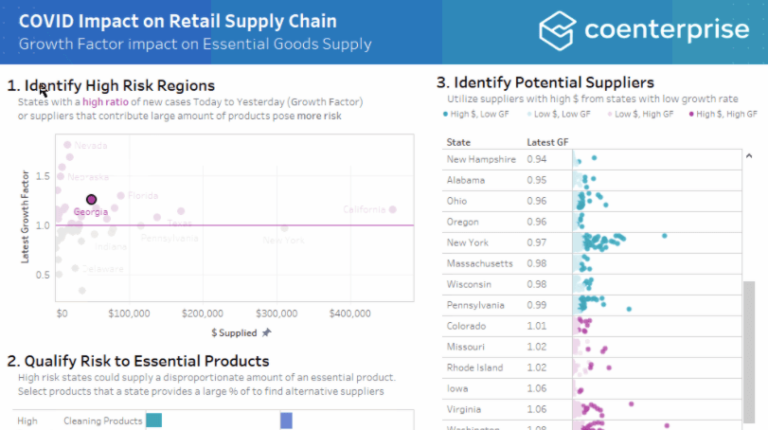 COVID Impact on Retail Supply Chain
Growth Factor impact on Essential Goods Supply
coenterprise
1. Identify High Risk Regions
States with a high ratio of new cases Today to Yesterday (Growth Factor)
or suppliers that contribute large amount of products pose more risk
Latest Growth Factor
1.5
1.0
0.5
Nevada
Nebraska
Florida
Georgia
California
Texas
Indiana
Pennsylvania
New York
Delaware
$0
$100,000
$200,000
$300,000
$400,000
$ Supplied
2. Qualify Risk to Essential Products
High risk states could supply a disproportionate amount of an essential product.
Select products that a state provides a large % of to find alternative suppliers
High Cleaning Products
3. Identify Potential Suppliers
Utilize suppliers with high $ from states with low growth rate
High $, Low GF Low $, Low GF Low $, High GF High $, High GF
State Latest GF
New Hampshire 0.94
Alabama 0.95
Ohio 0.96
Oregon 0.96
New York 0.97
Massachusetts 0.98
Wisconsin 0.98
Pennsylvania 0.99
Colorado 1.01
Missouri 1.02
Rhode Island 1.02
Iowa 1.06
Virginia 1.06
Washington 1.08